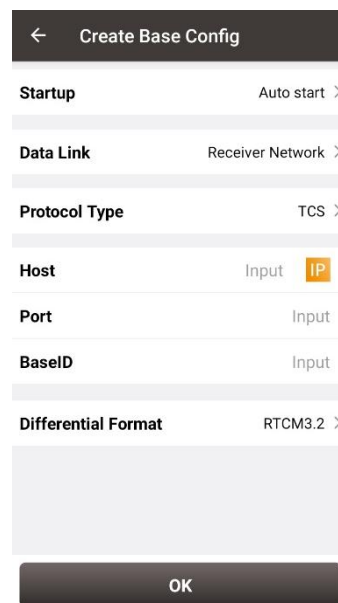 Create Base Config
Startup Auto start
Data Link Receiver Network
Protocol Type TCS
Host Input IP
Port Input
BaseID Input
Differential Format RTCM3.2
OK